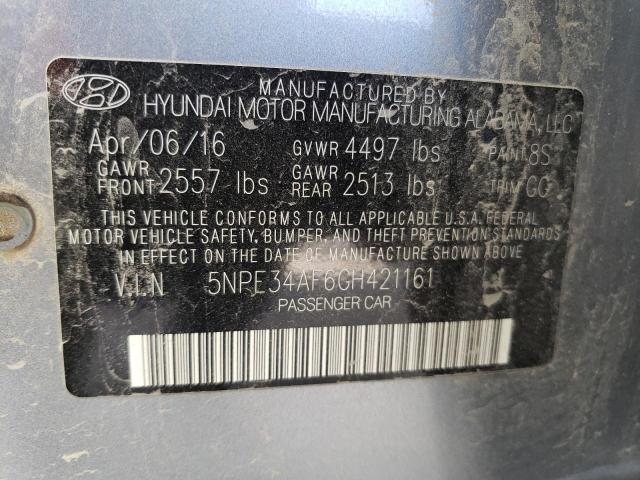 MANUFACTURED BY
HYUNDAI MOTOR MANUFACTURING ALABAMA, LLC
Apr/06/16 GVWR 4497 lbs PAINT 8S
GAWR FRONT 2557 lbs GAWR REAR 2513 lbs TRIM GG
THIS VEHICLE CONFORMS TO ALL APPLICABLE U.S.A. FEDERAL
MOTOR VEHICLE SAFETY, BUMPER, AND THEFT PREVENTION STANDARDS
IN EFFECT ON THE DATE OF MANUFACTURE SHOWN ABOVE.
V.I.N 5NPE34AF6GH421161
PASSENGER CAR